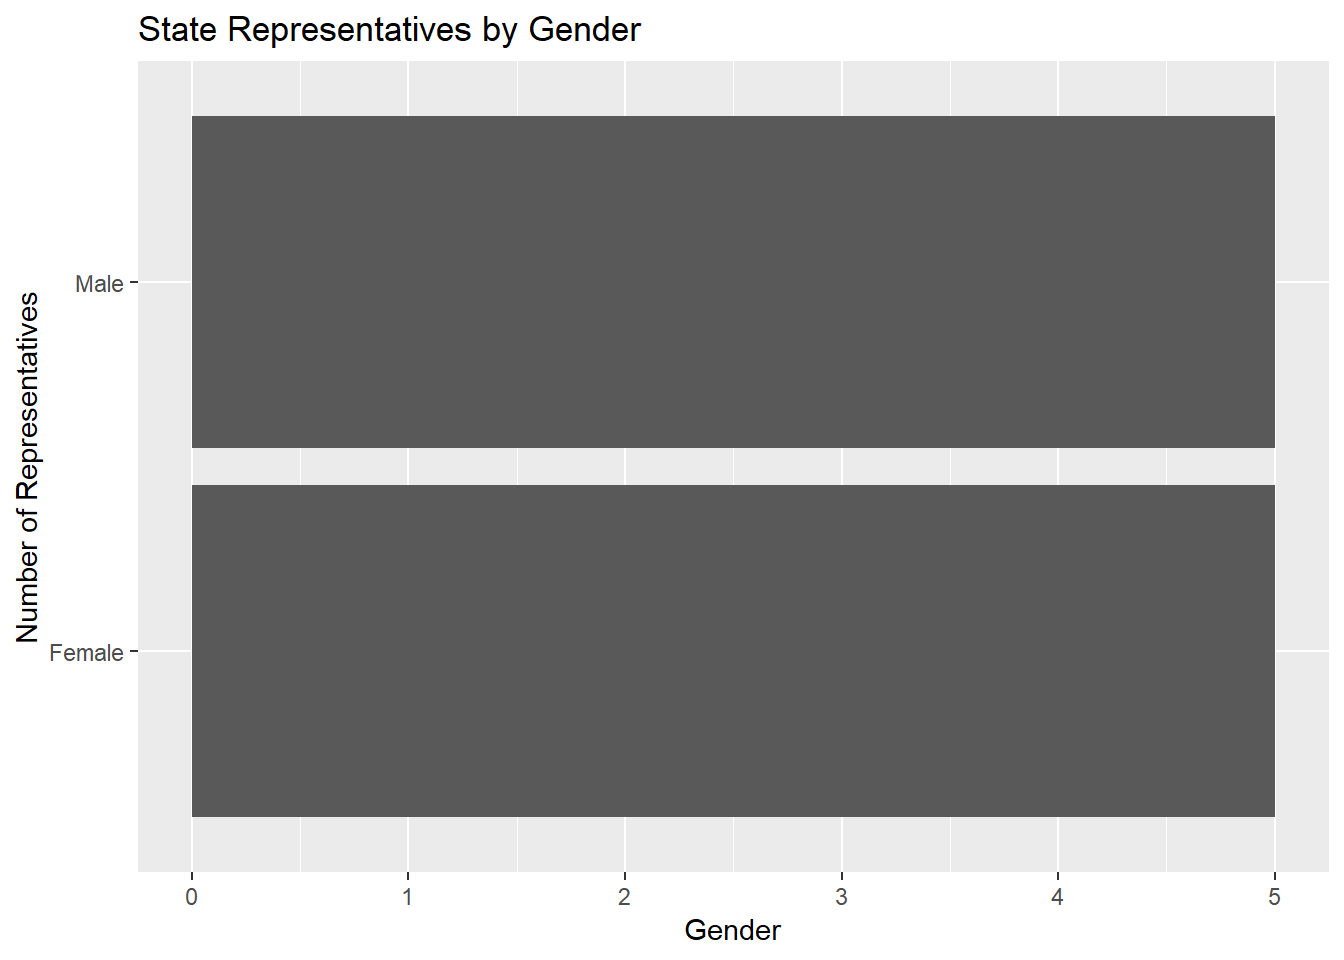 State Representatives by Gender
Number of Representatives
Male
Female
0 1 2 3 4 5
Gender